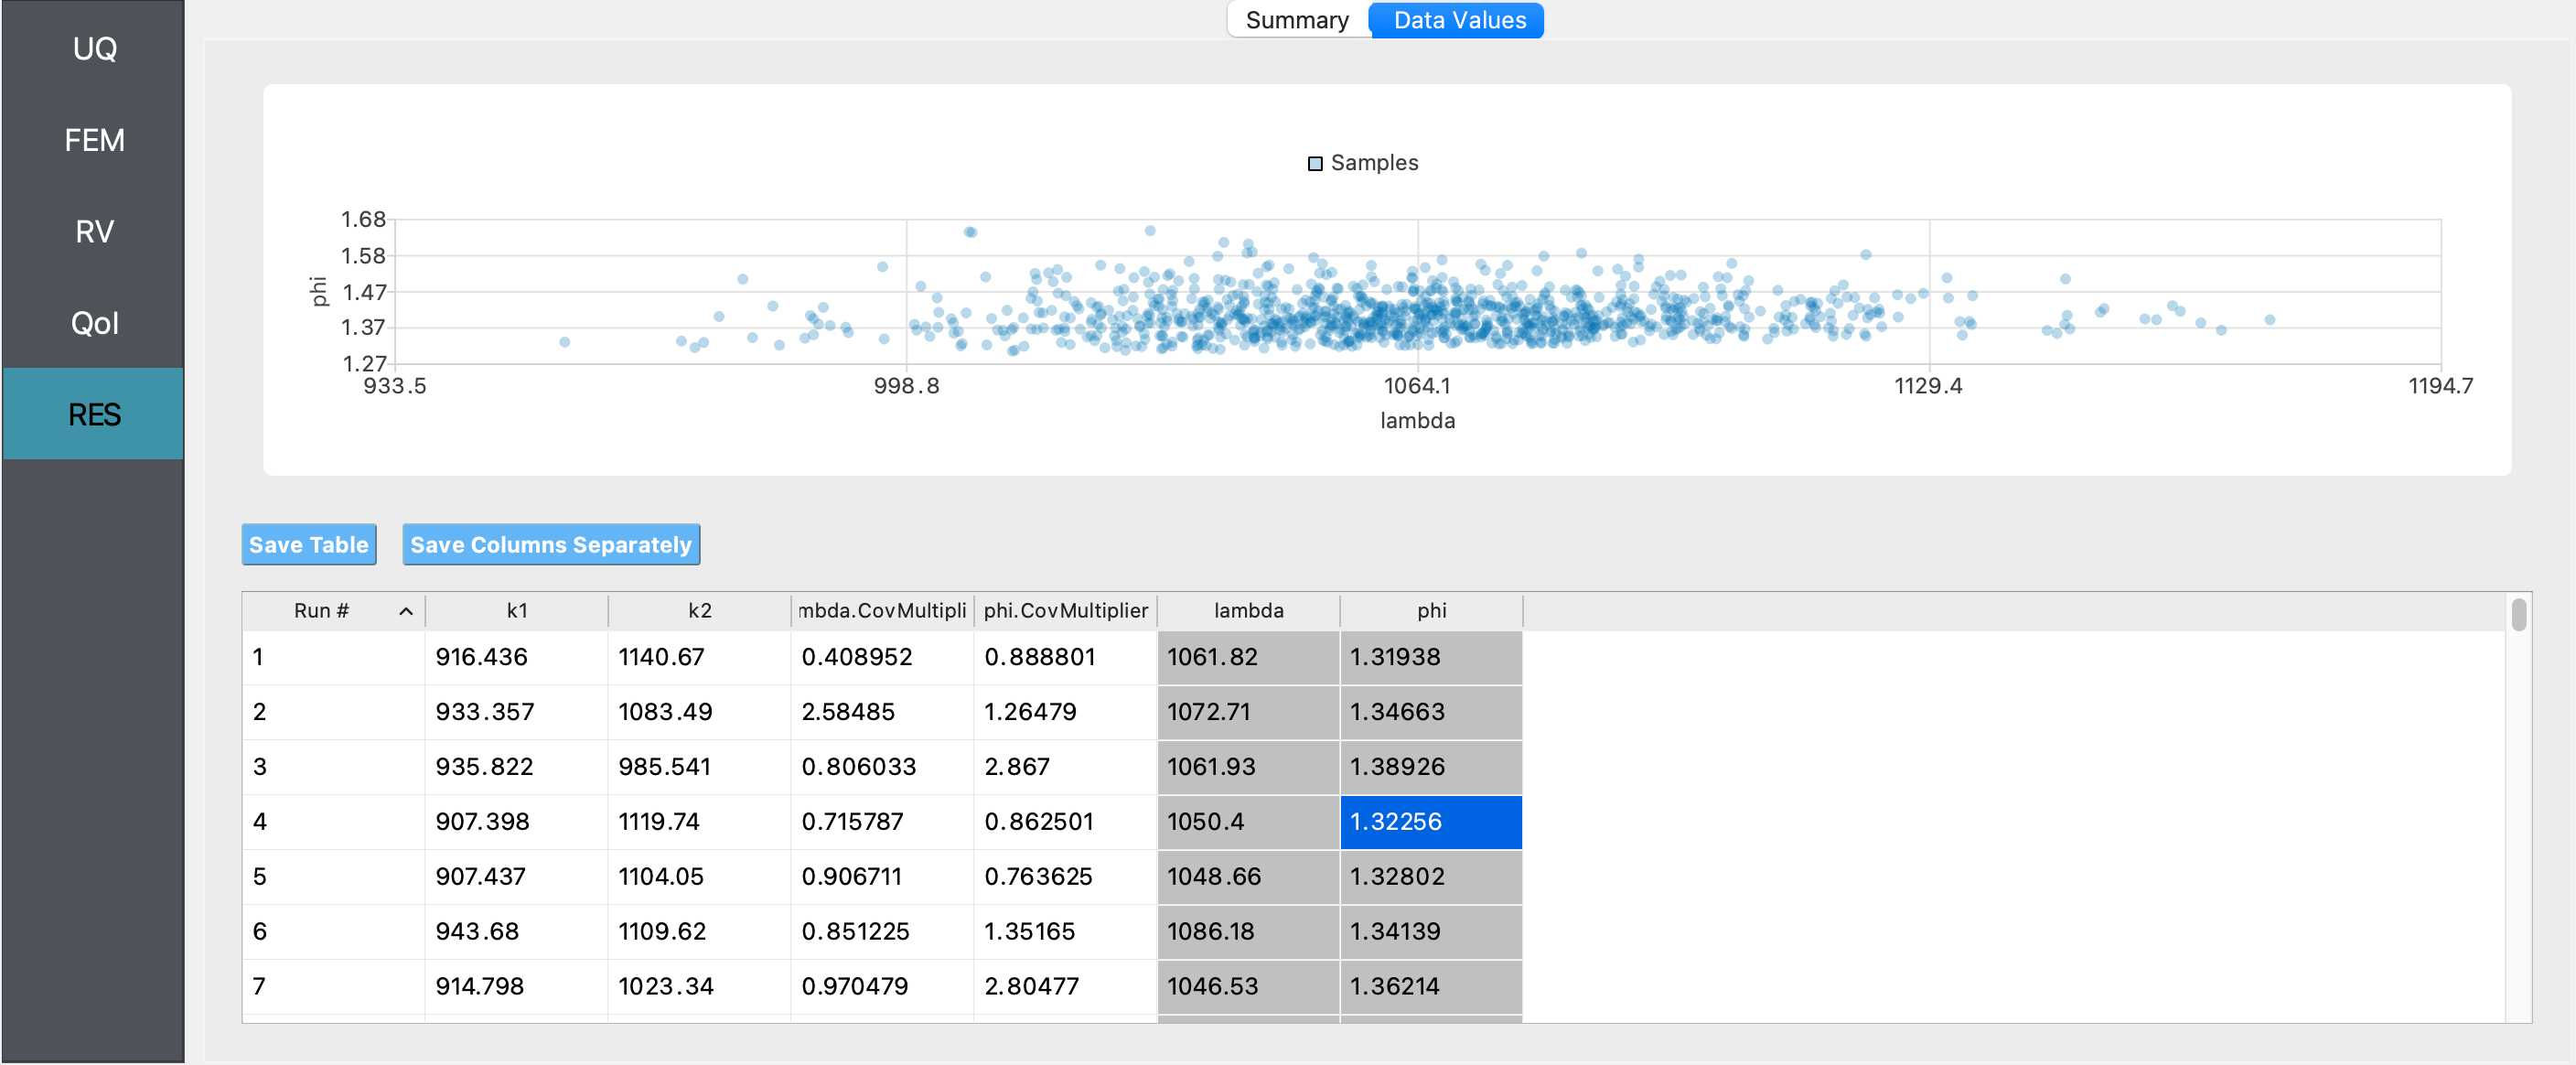 Summary Data Values
UQ
FEM
RV
QoI
RES
Samples
1.68
1.58
1.47
1.37
1.27
phi
933.5 998.8 1064.1 1129.4 1194.7
lambda
Save Table Save Columns Separately
Run # k1 k2 mbda.CovMultipli phi.CovMultiplier lambda phi
1 916.436 1140.67 0.408952 0.888801 1061.82 1.31938
2 933.357 1083.49 2.58485 1.26479 1072.71 1.34663
3 935.822 985.541 0.806033 2.867 1061.93 1.38926
4 907.398 1119.74 0.715787 0.862501 1050.4 1.32256
5 907.437 1104.05 0.906711 0.763625 1048.66 1.32802
6 943.68 1109.62 0.851225 1.35165 1086.18 1.34139
7 914.798 1023.34 0.970479 2.80477 1046.53 1.36214